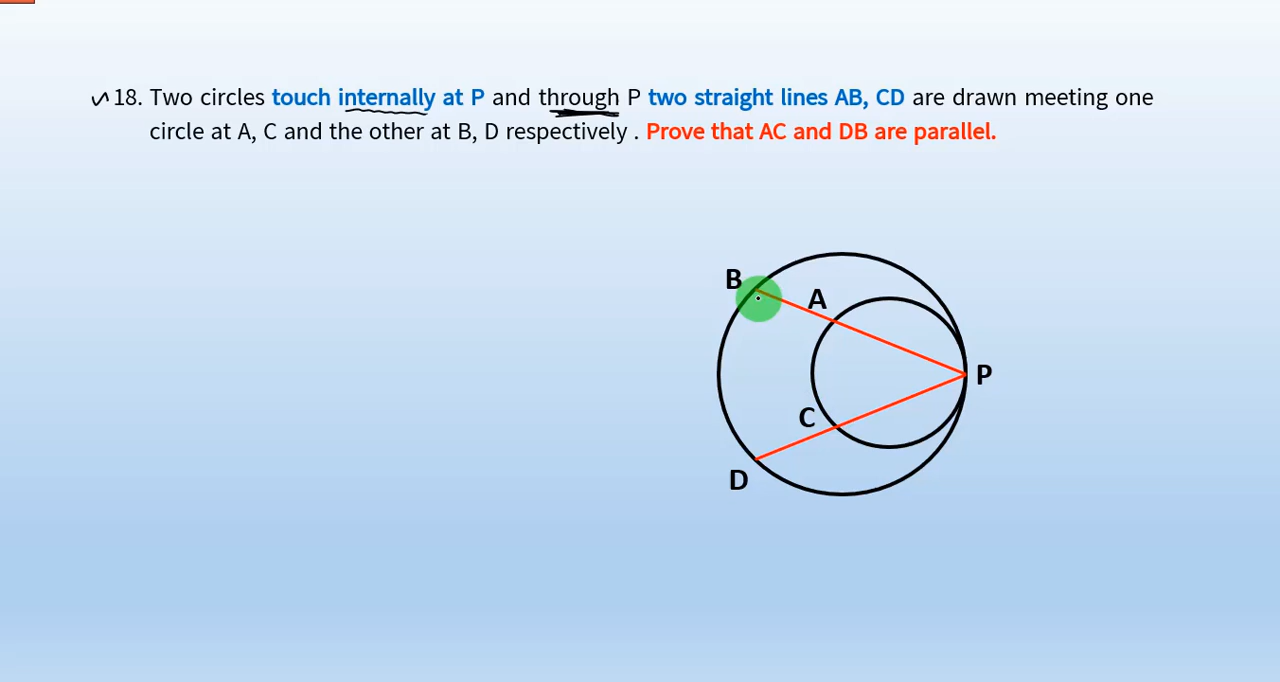 18. Two circles touch internally at P and through P two straight lines AB, CD are drawn meeting one
circle at A, C and the other at B, D respectively . Prove that AC and DB are parallel.
B
A
P
C
D